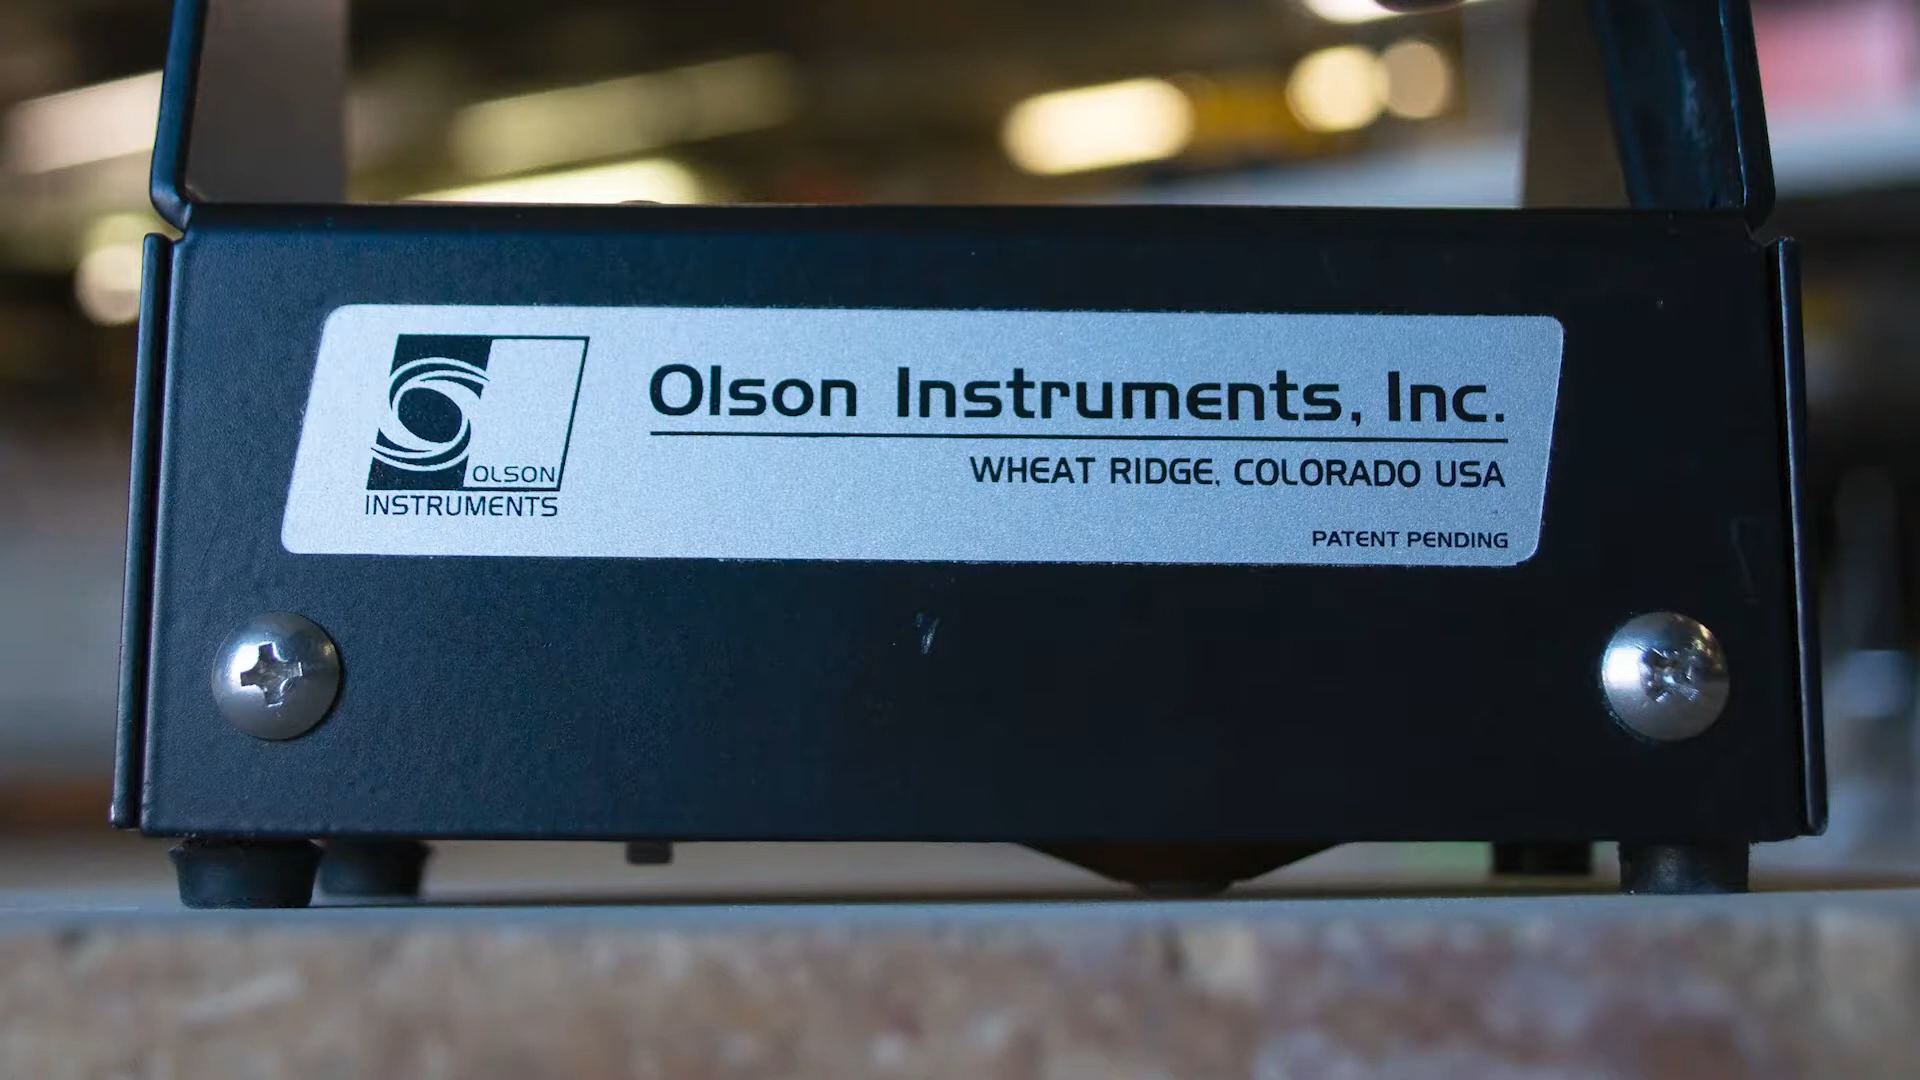 OLSON
INSTRUMENTS
Olson Instruments, Inc.
WHEAT RIDGE, COLORADO USA
PATENT PENDING